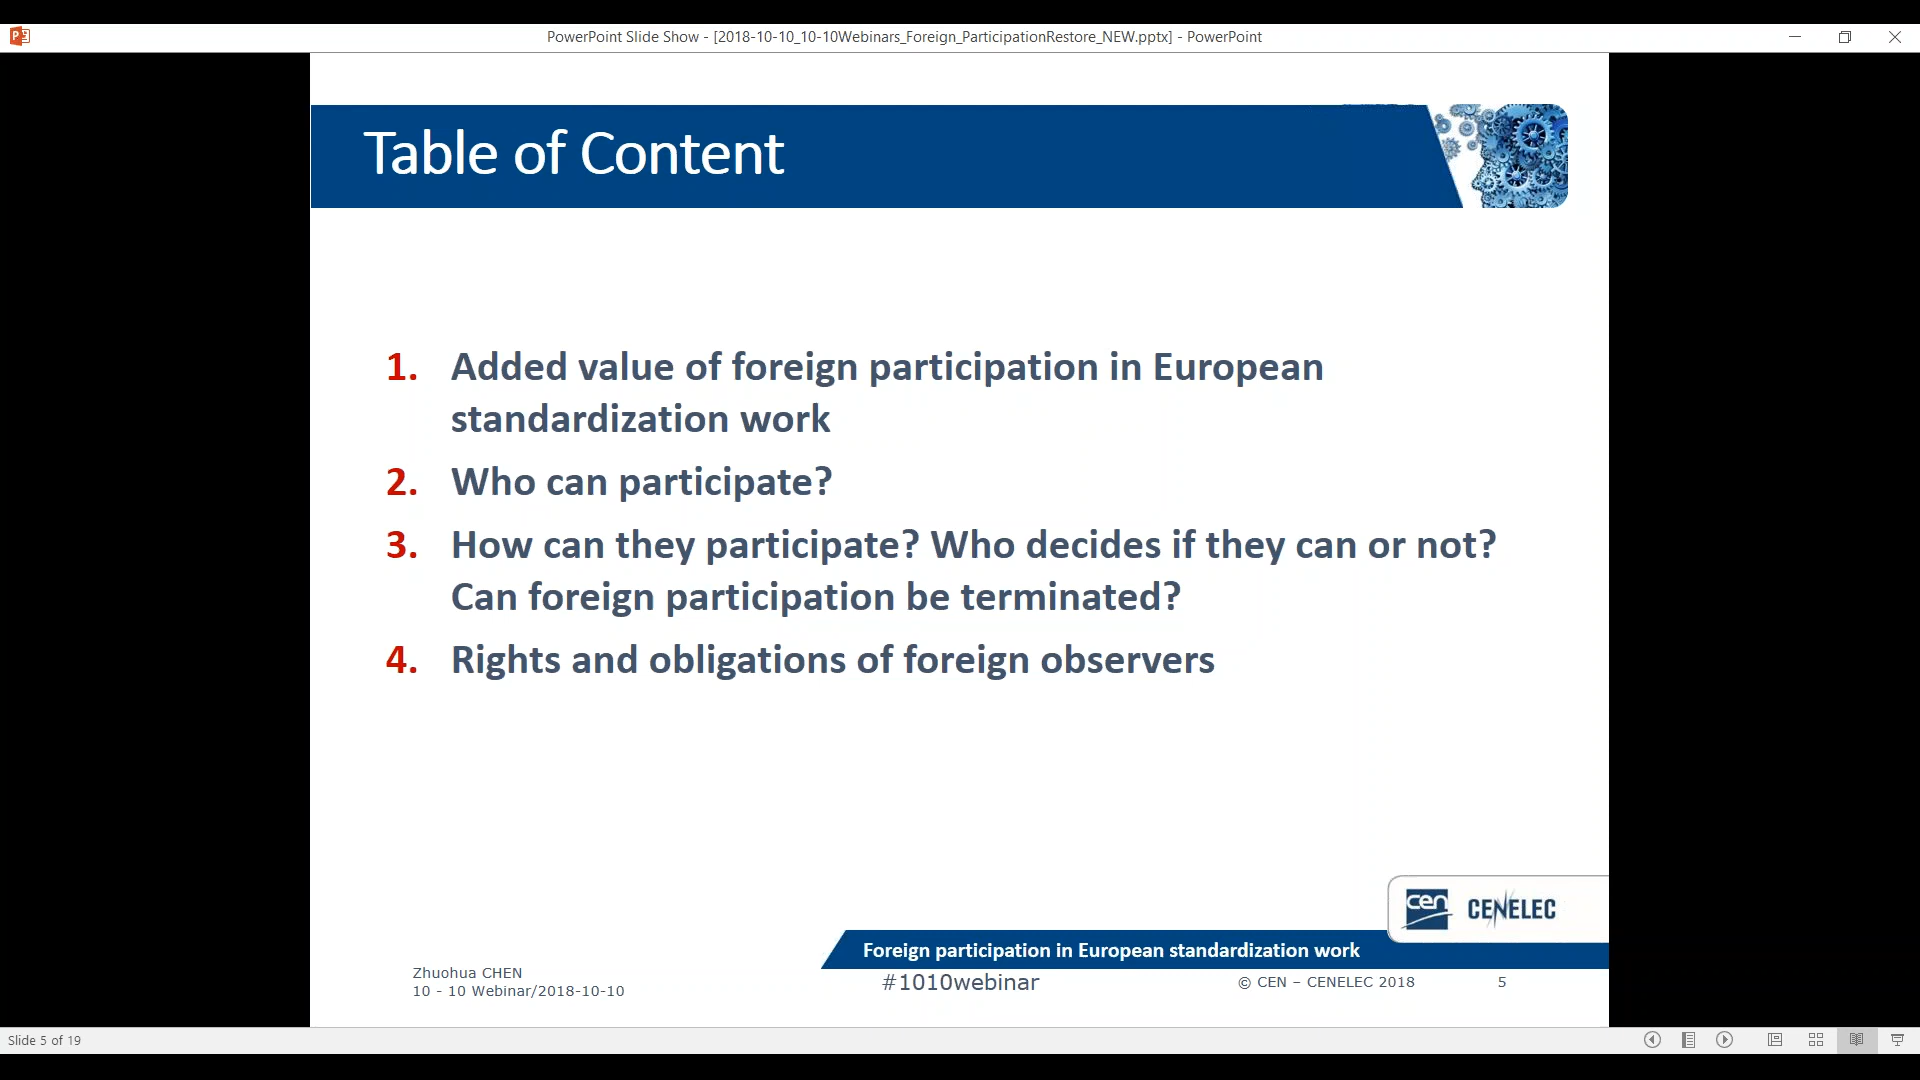 PowerPoint Slide Show - [2018-10-10_10-10Webinars_Foreign_ParticipationRestore_NEW.pptx] - PowerPoint
Table of Content
1. Added value of foreign participation in European
standardization work
2. Who can participate?
3. How can they participate? Who decides if they can or not?
Can foreign participation be terminated?
4. Rights and obligations of foreign observers
cen CENELEC
Foreign participation in European standardization work
Zhuohua CHEN
10 - 10 Webinar/2018-10-10
#1010webinar
© CEN – CENELEC 2018
5
Slide 5 of 19